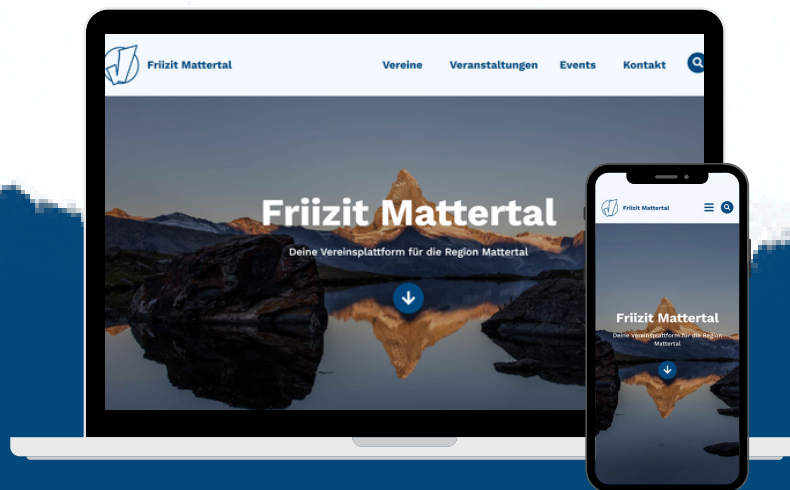 Friizit Mattertal
Vereine Veranstaltungen Events Kontakt
Friizit Mattertal
Deine Vereinsplattform für die Region Mattertal
Friizit Mattertal
Friizit Mattertal
Deine Vereinsplattform für die Region
Mattertal